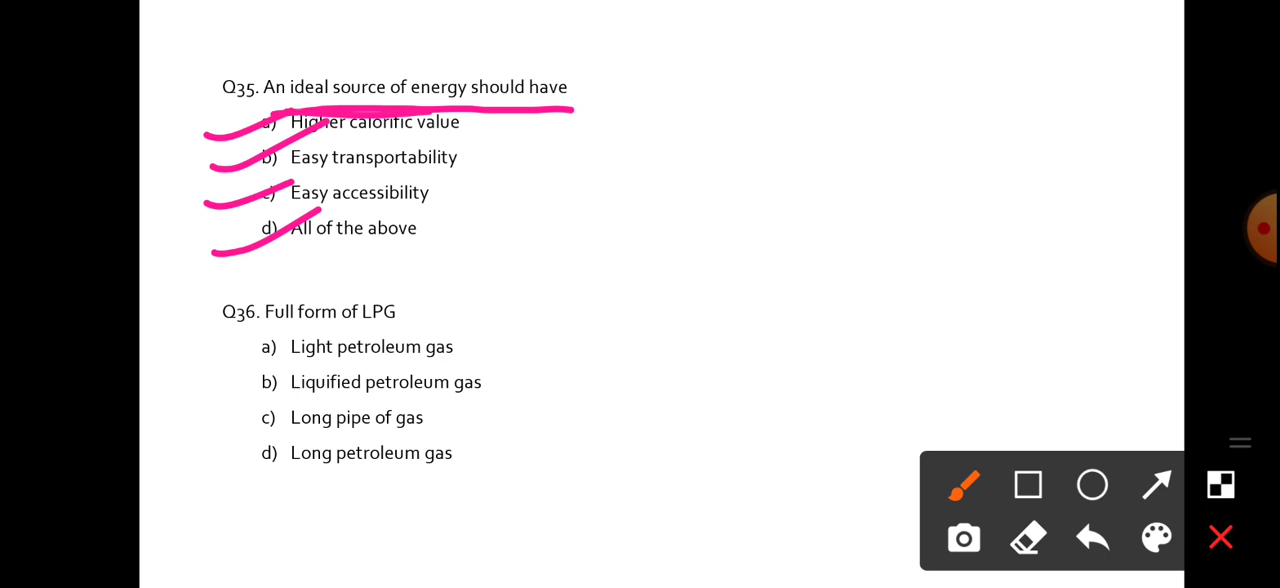 Q35. An ideal source of energy should have
a) Higher calorific value
b) Easy transportability
c) Easy accessibility
d) All of the above
Q36. Full form of LPG
a) Light petroleum gas
b) Liquified petroleum gas
c) Long pipe of gas
d) Long petroleum gas